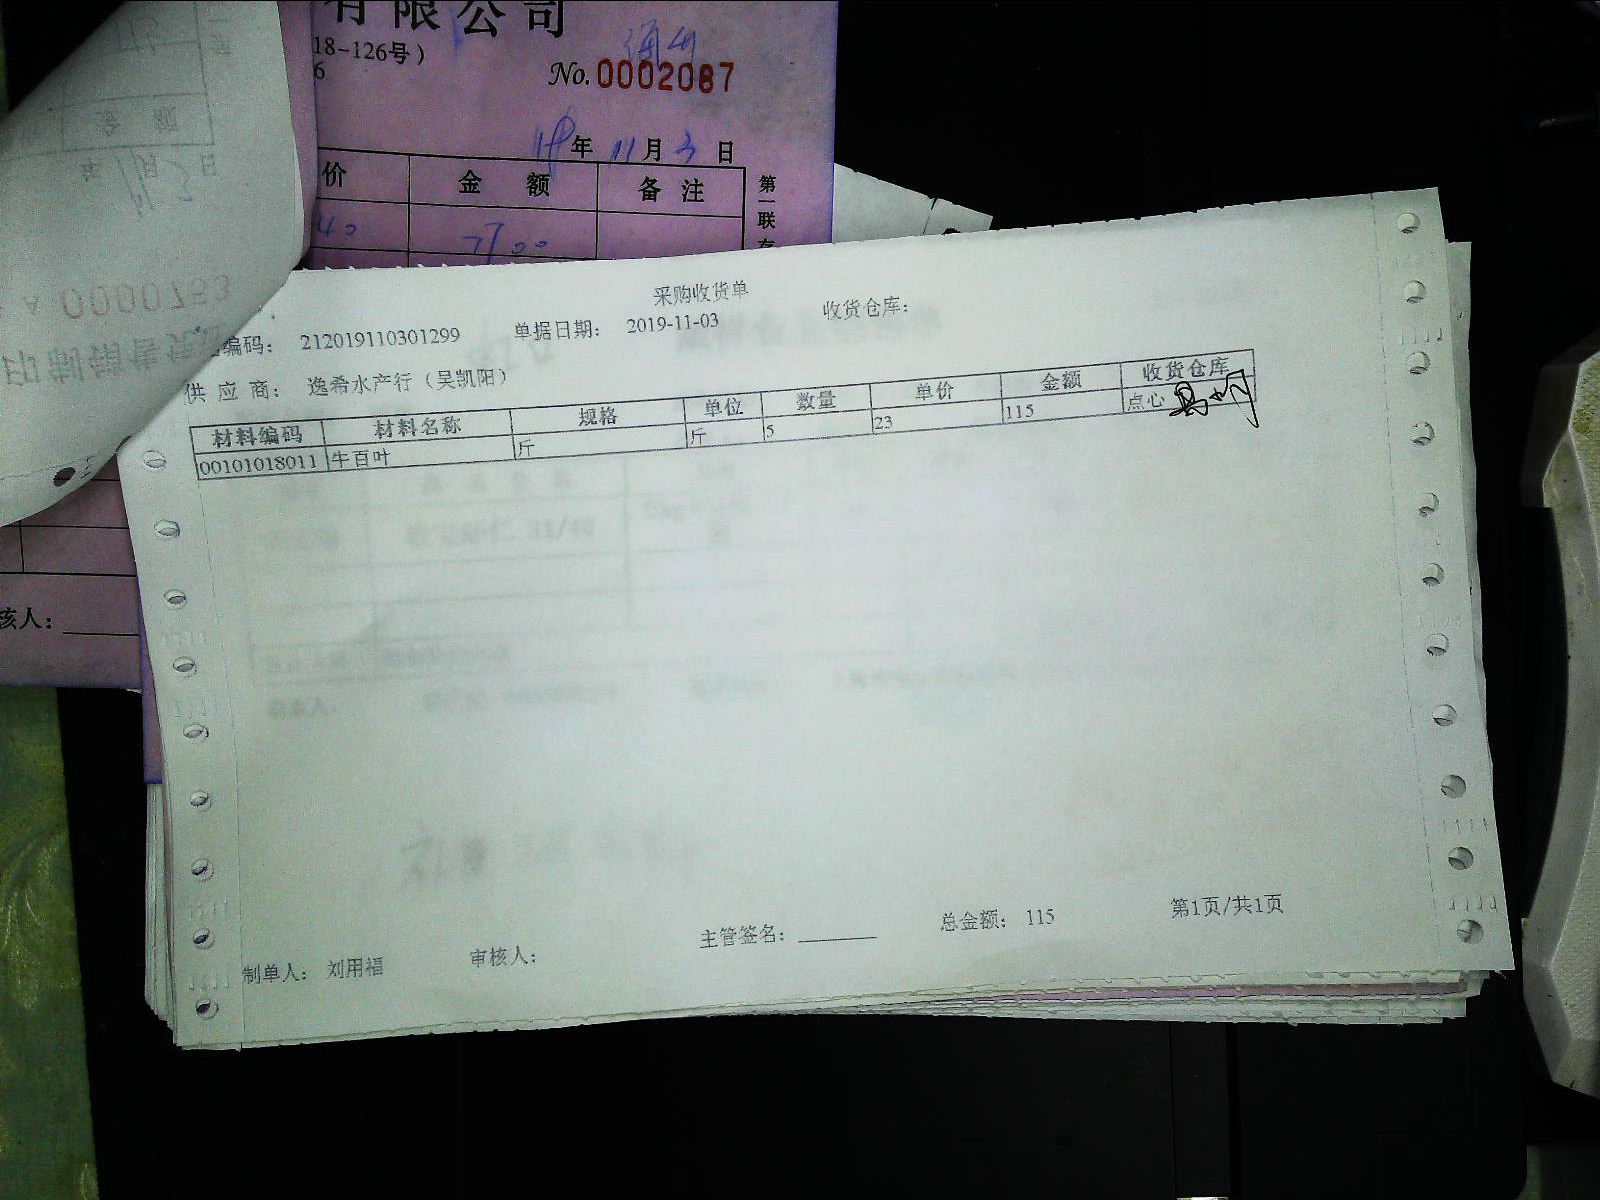 有限公司
18-126号）
6
No. 0002087
年11月3日
价 金额 备注
40 7700
第一联
采购收货单
编码： 212019110301299 单据日期： 2019-11-03 收货仓库：
供应商： 逸希水产行（吴凯阳）
材料编码 材料名称 规格 单位 数量 单价 金额 收货仓库
00101018011 牛百叶 斤 斤 5 23 115 点心
制单人： 刘用福 审核人： 主管签名： 总金额： 115 第1页/共1页
核人：